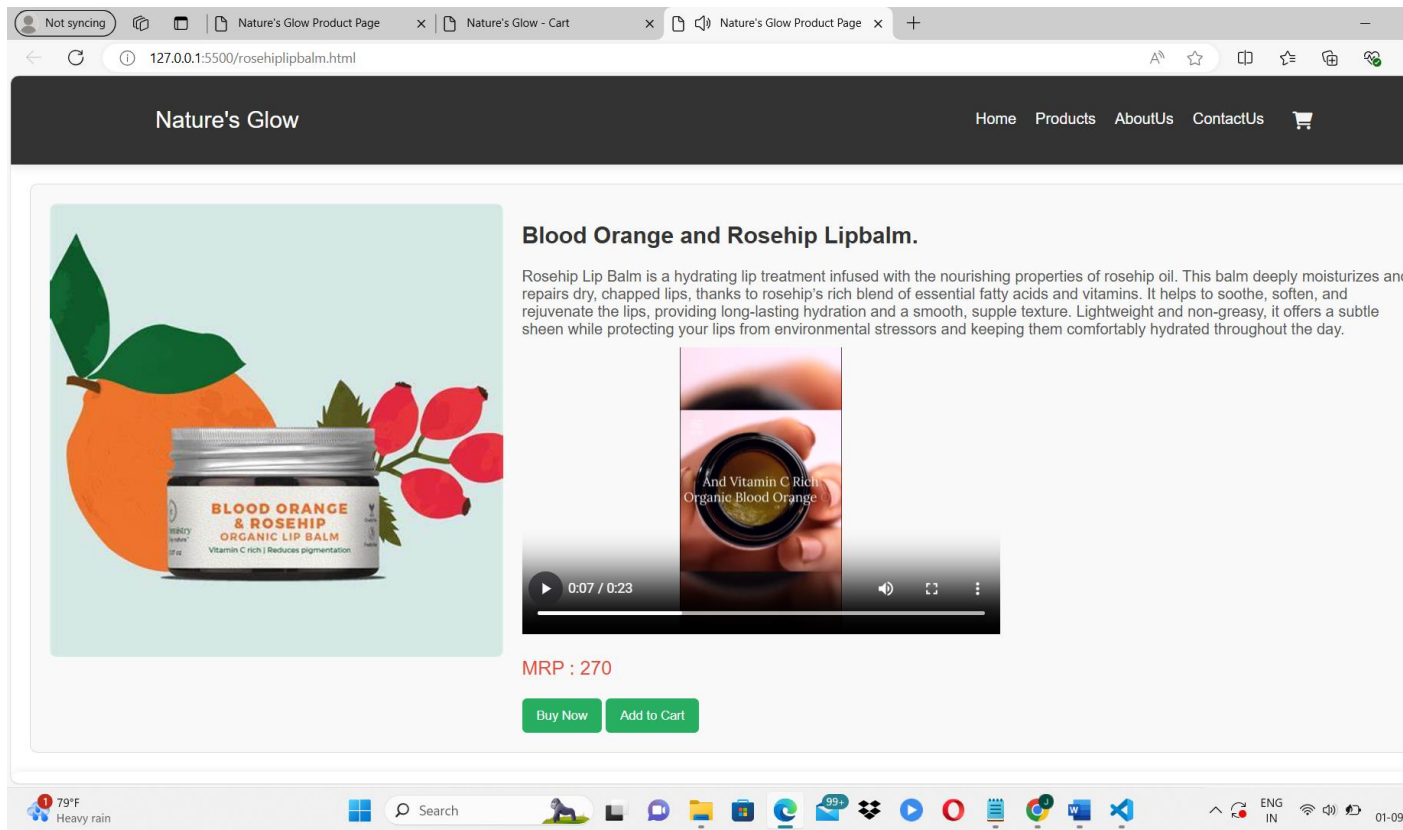 Not syncing
Nature's Glow Product Page
Nature's Glow - Cart
Nature's Glow Product Page
127.0.0.1:5500/rosehiplipbalm.html
Nature's Glow
Home Products AboutUs ContactUs
Blood Orange and Rosehip Lipbalm.
Rosehip Lip Balm is a hydrating lip treatment infused with the nourishing properties of rosehip oil. This balm deeply moisturizes and
repairs dry, chapped lips, thanks to rosehip's rich blend of essential fatty acids and vitamins. It helps to soothe, soften, and
rejuvenate the lips, providing long-lasting hydration and a smooth, supple texture. Lightweight and non-greasy, it offers a subtle
sheen while protecting your lips from environmental stressors and keeping them comfortably hydrated throughout the day.
BLOOD ORANGE
& ROSEHIP
ORGANIC LIP BALM
Vitamin C rich | Reduces pigmentation
And Vitamin C Rich
Organic Blood Orange
0:07 / 0:23
MRP : 270
Buy Now
Add to Cart
1
79°F
Heavy rain
Search
99+
ENG
IN
01-09